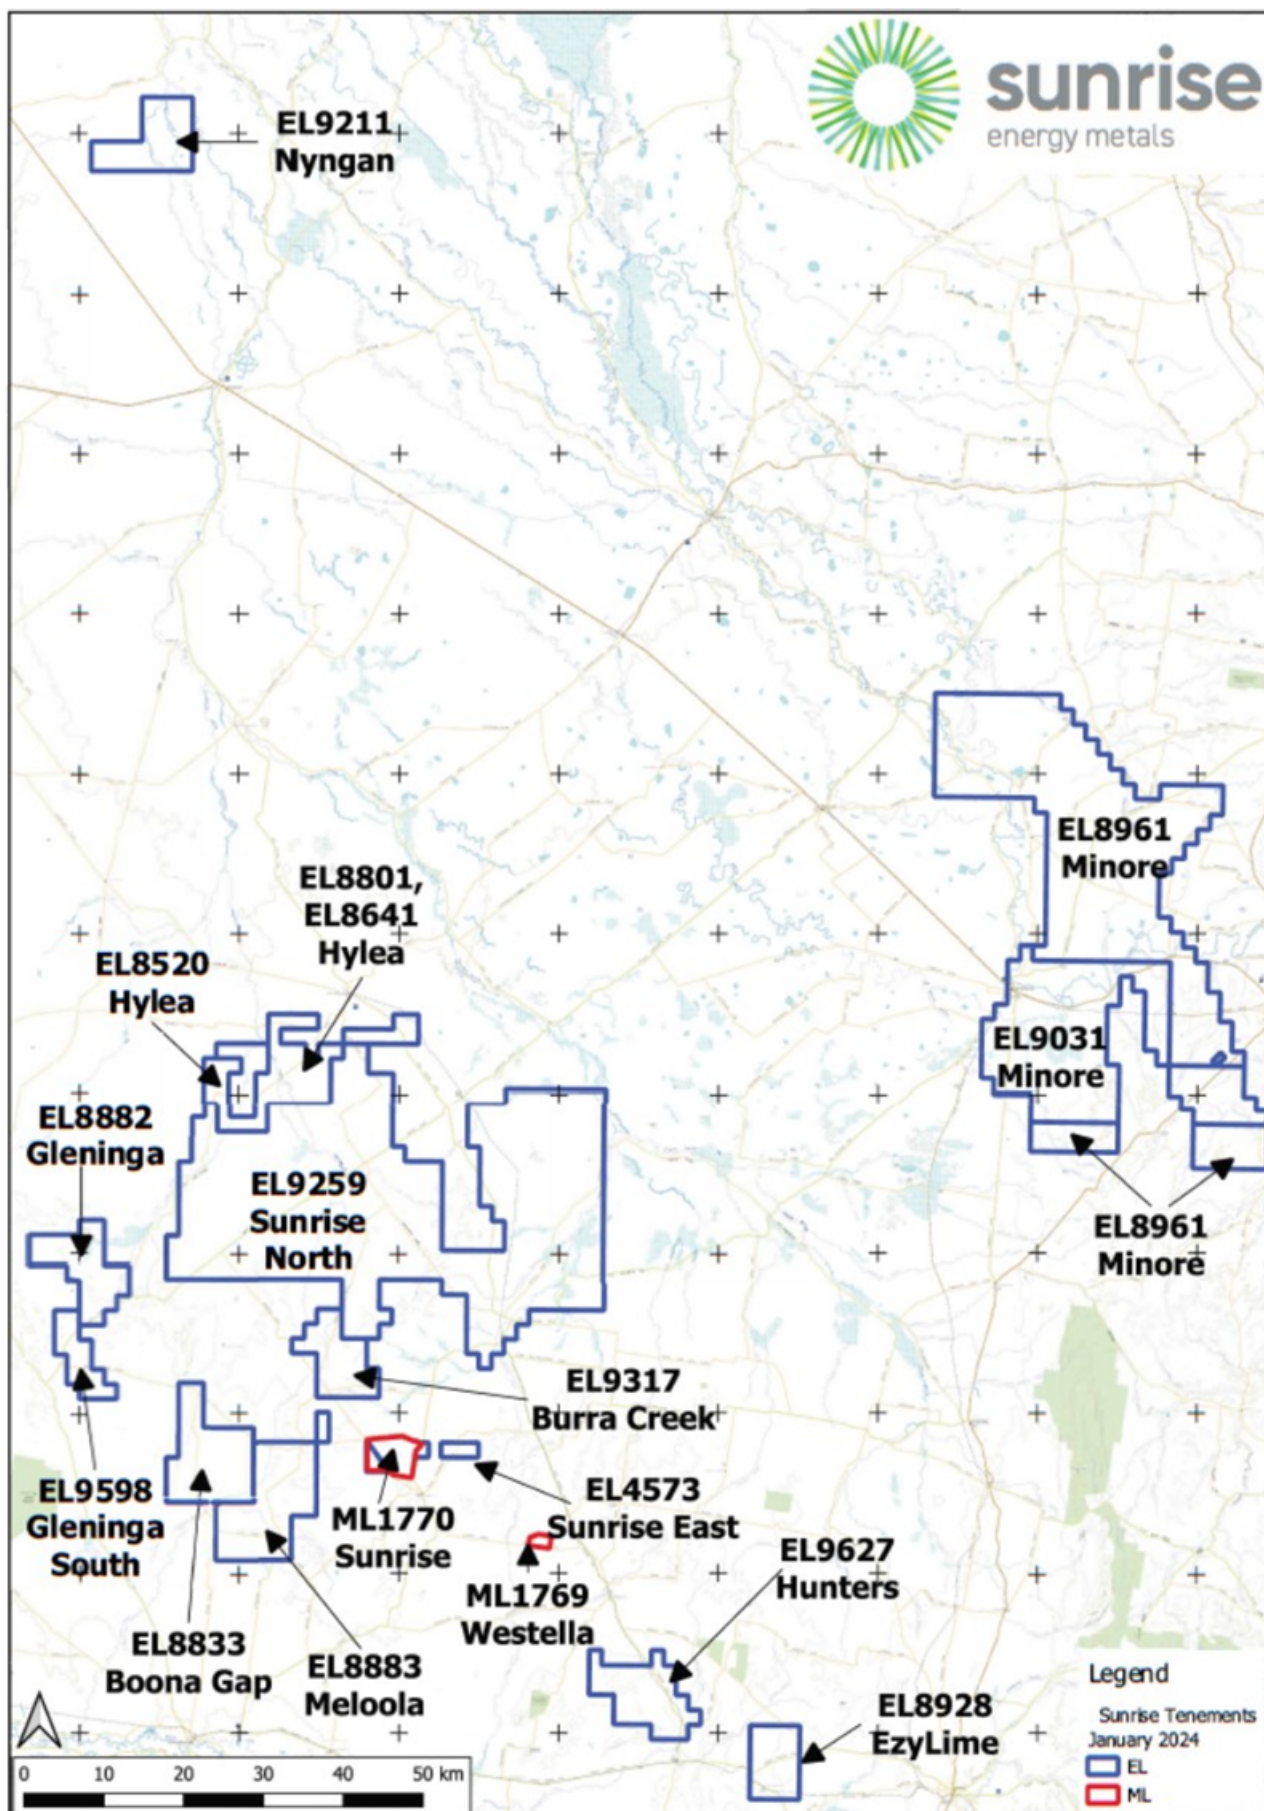 sunrise
energy metals
EL9211
Nyngan
EL8961
Minore
EL8801,
EL8641
Hylea
EL8520
Hylea
EL9031
Minore
EL8882
Gleninga
EL9259
Sunrise
North
EL8961
Minore
EL9317
Burra Creek
EL9598
Gleninga
South
ML1770
Sunrise
EL4573
Sunrise East
EL9627
Hunters
ML1769
Westella
EL8833
Boona Gap
EL8883
Meloola
EL8928
EzyLime
Legend
Sunrise Tenements
January 2024
EL
ML
0 10 20 30 40 50 km